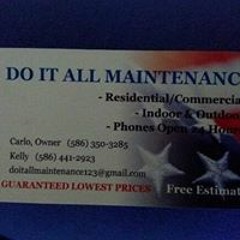 DO IT ALL MAINTENANC
- Residential/Commercia
- Indoor & Outdoo
- Phones Open 24 Hour
Carlo, Owner (586) 350-3285
Kelly (586) 441-2923
doitallmaintenance123@gmail.com
GUARANTEED LOWEST PRICES
Free Estimat